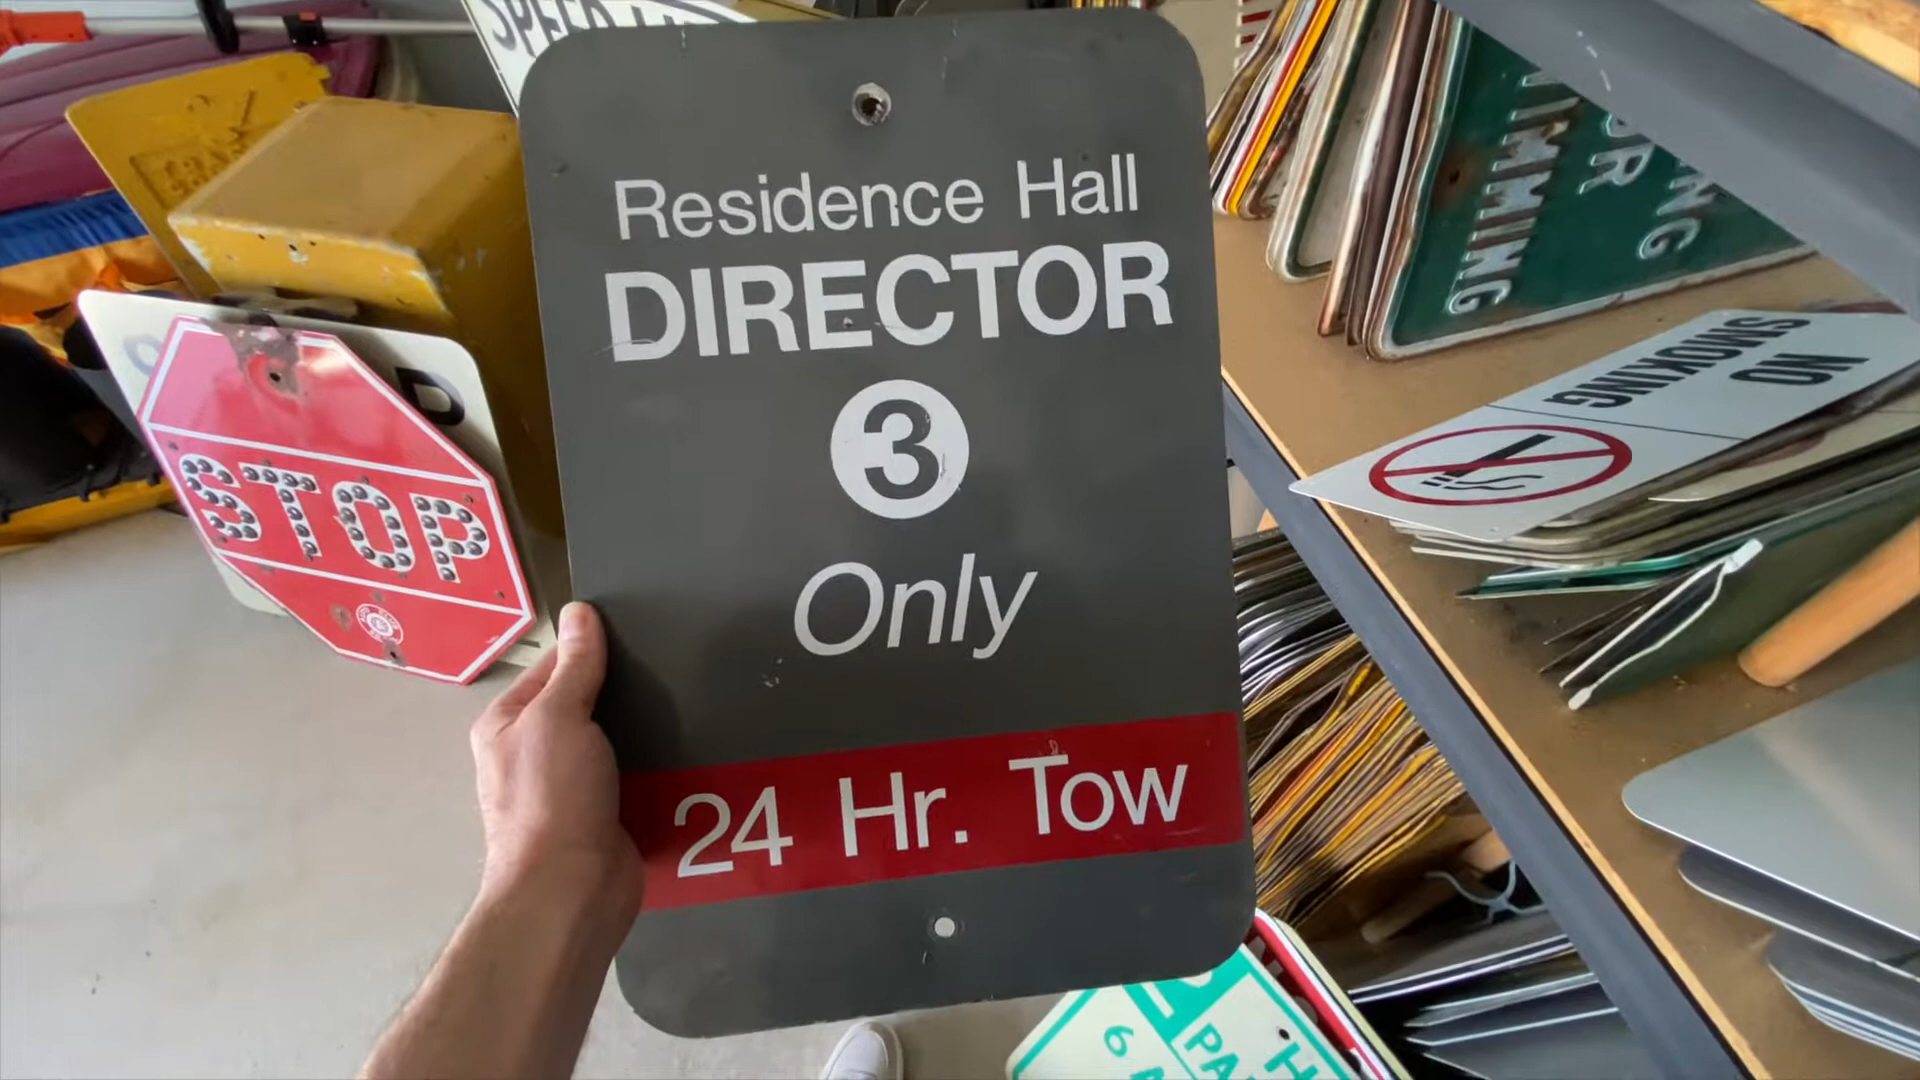 SPEED
Residence Hall
DIRECTOR
3
Only
24 Hr. Tow
STOP
D
NO
SMOKING